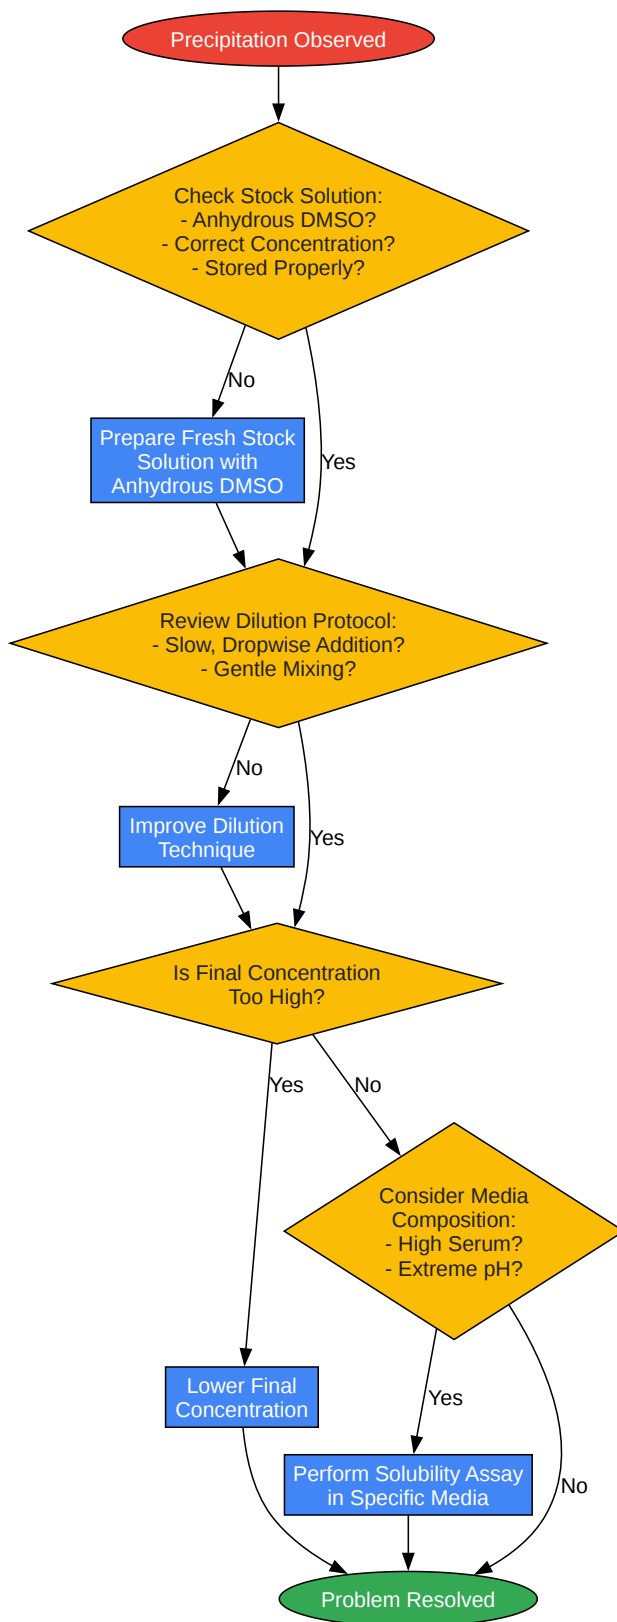 Precipitation Observed
Check Stock Solution:
- Anhydrous DMSO?
- Correct Concentration?
- Stored Properly?
No
Prepare Fresh Stock
Solution with
Anhydrous DMSO
Yes
Review Dilution Protocol:
- Slow, Dropwise Addition?
- Gentle Mixing?
No
Improve Dilution
Technique
Yes
Is Final Concentration
Too High?
Yes
No
Consider Media
Composition:
- High Serum?
- Extreme pH?
Lower Final
Concentration
Yes
Perform Solubility Assay
in Specific Media
No
Problem Resolved